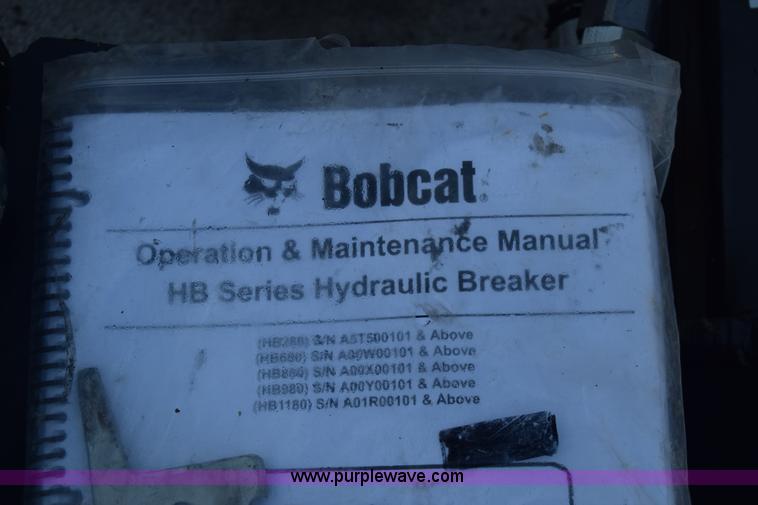 Bobcat®
Operation & Maintenance Manual
HB Series Hydraulic Breaker
(HB280) S/N A5TS00101 & Above
(HB680) S/N A00W00101 & Above
(HB880) S/N A00X00101 & Above
(HB980) S/N A00Y00101 & Above
(HB1180) S/N A01R00101 & Above
www.purplewave.com